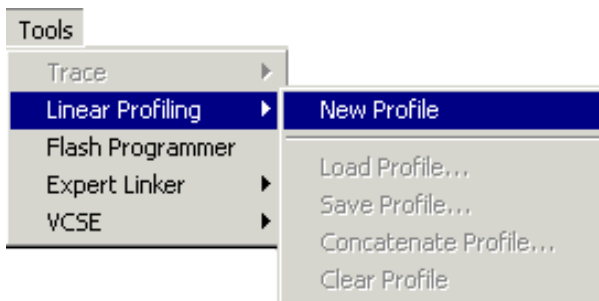 Tools
Trace
Linear Profiling
Flash Programmer
Expert Linker
VCSE
New Profile
Load Profile...
Save Profile...
Concatenate Profile...
Clear Profile